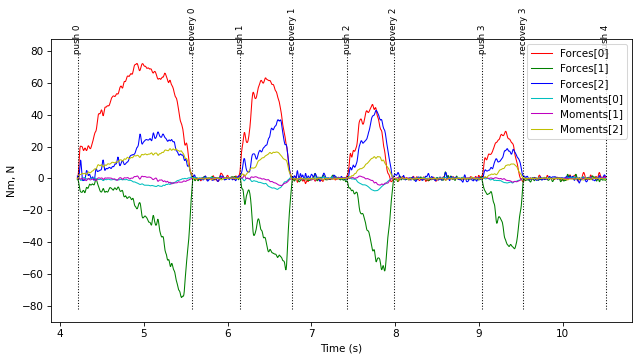 push 0
recovery 0
push 1
recovery 1
push 2
recovery 2
push 3
recovery 3
sh 4
80
60
40
20
0
−20
−40
−60
−80
Nm, N
Forces[0]
Forces[1]
Forces[2]
Moments[0]
Moments[1]
Moments[2]
4
5
6
7
8
9
10
Time (s)